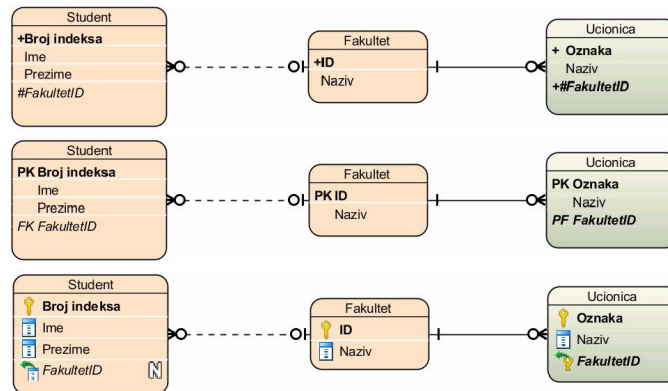 Student
+Broj indeksa
Ime
Prezime
#FakultetID
Fakultet
+ID
Naziv
Ucionica
+ Oznaka
Naziv
+#FakultetID
Student
PK Broj indeksa
Ime
Prezime
FK FakultetID
Fakultet
PK ID
Naziv
Ucionica
PK Oznaka
Naziv
PF FakultetID
Student
Broj indeksa
Ime
Prezime
FakultetID N
Fakultet
ID
Naziv
Ucionica
Oznaka
Naziv
FakultetID